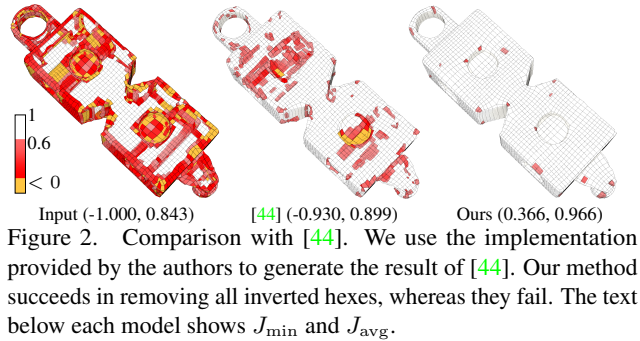 1
0.6
< 0
Input (-1.000, 0.843)
[44] (-0.930, 0.899)
Ours (0.366, 0.966)
Figure 2. Comparison with [44]. We use the implementation
provided by the authors to generate the result of [44]. Our method
succeeds in removing all inverted hexes, whereas they fail. The text
below each model shows J_min and J_avg.